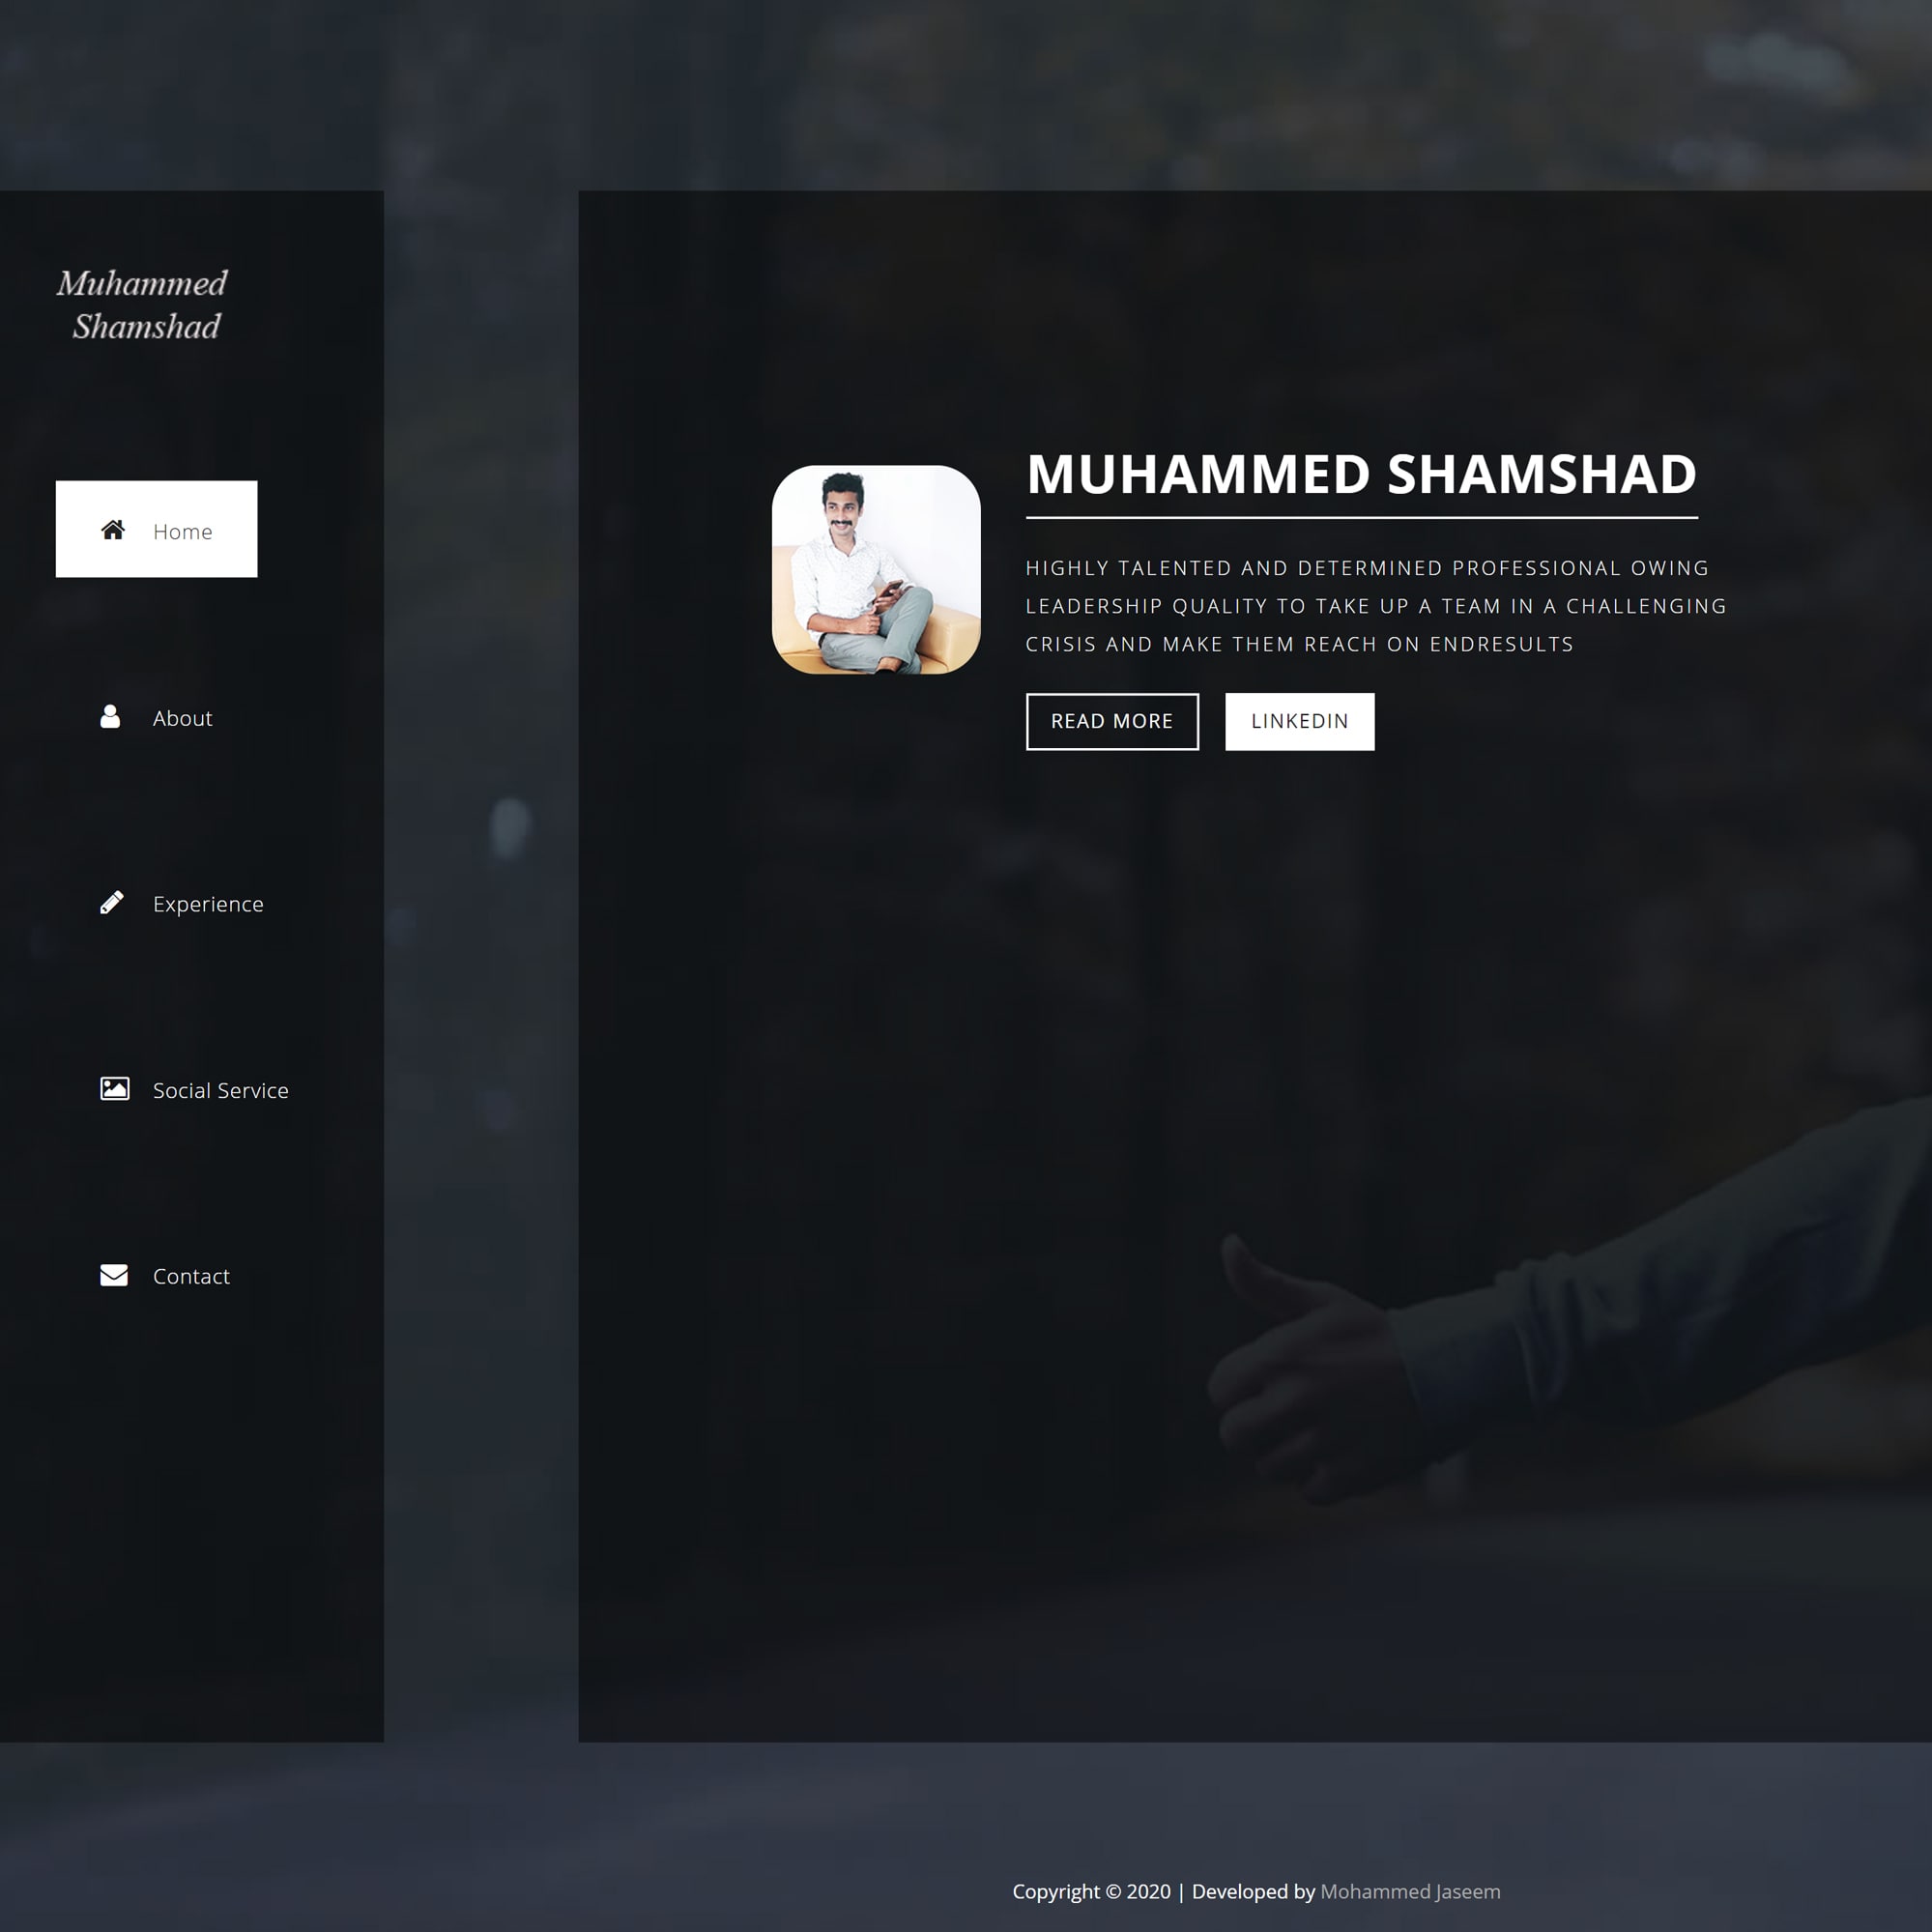 Muhammed
Shamshad
Home
About
Experience
Social Service
Contact
MUHAMMED SHAMSHAD
HIGHLY TALENTED AND DETERMINED PROFESSIONAL OWING
LEADERSHIP QUALITY TO TAKE UP A TEAM IN A CHALLENGING
CRISIS AND MAKE THEM REACH ON ENDRESULTS
READ MORE LINKEDIN
Copyright © 2020 | Developed by Mohammed Jaseem